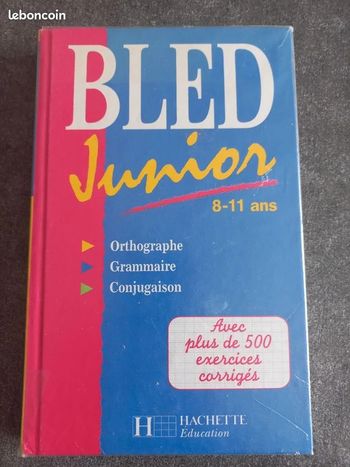 leboncoin
BLED
Junior
8-11 ans
Orthographe
Grammaire
Conjugaison
Avec
plus de 500
exercices
corrigés
H HACHETTE
Education